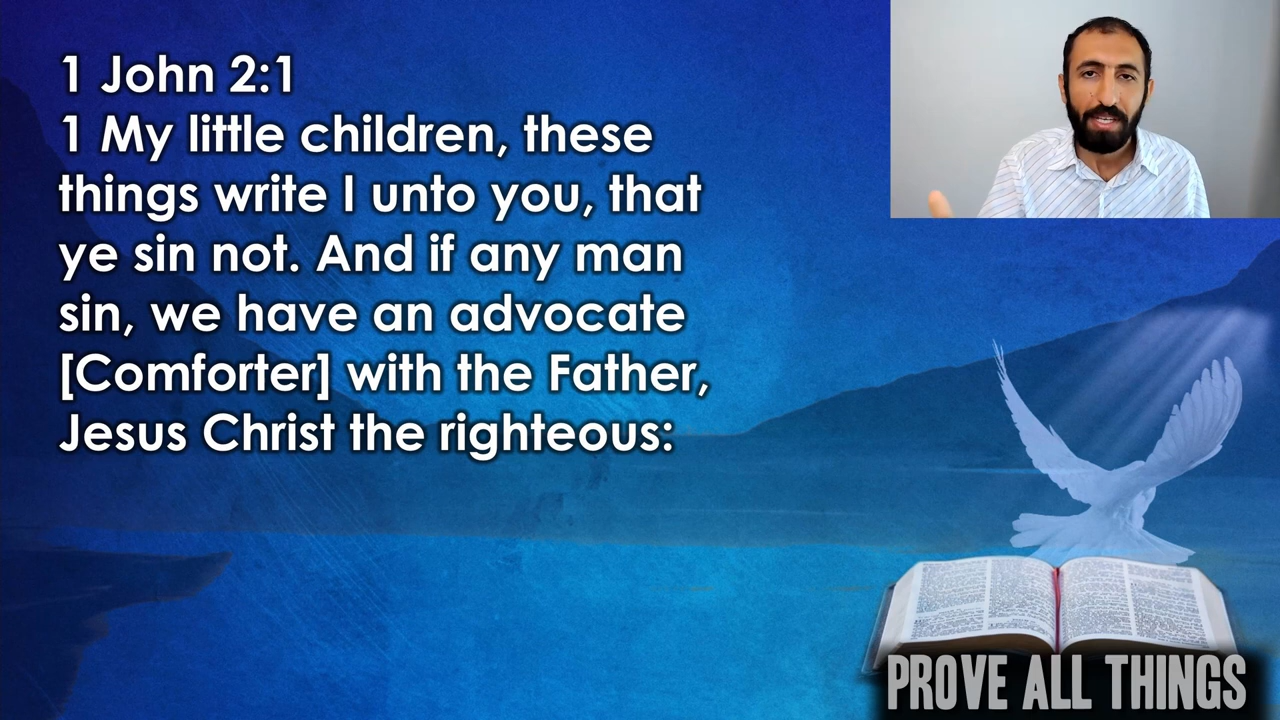 1 John 2:1
1 My little children, these
things write I unto you, that
ye sin not. And if any man
sin, we have an advocate
[Comforter] with the Father,
Jesus Christ the righteous:
PROVE ALL THINGS